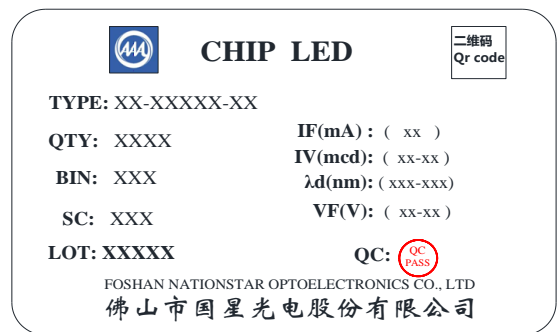 CHIP LED
二维码
Qr code
TYPE: XX-XXXXX-XX
QTY: XXXX
BIN: XXX
SC: XXX
LOT: XXXXX
IF(mA) : ( xx )
IV(mcd): ( xx-xx )
λd(nm): ( xxx-xxx)
VF(V): ( xx-xx )
QC: QC
PASS
FOSHAN NATIONSTAR OPTOELECTRONICS CO., LTD
佛山市国星光电股份有限公司